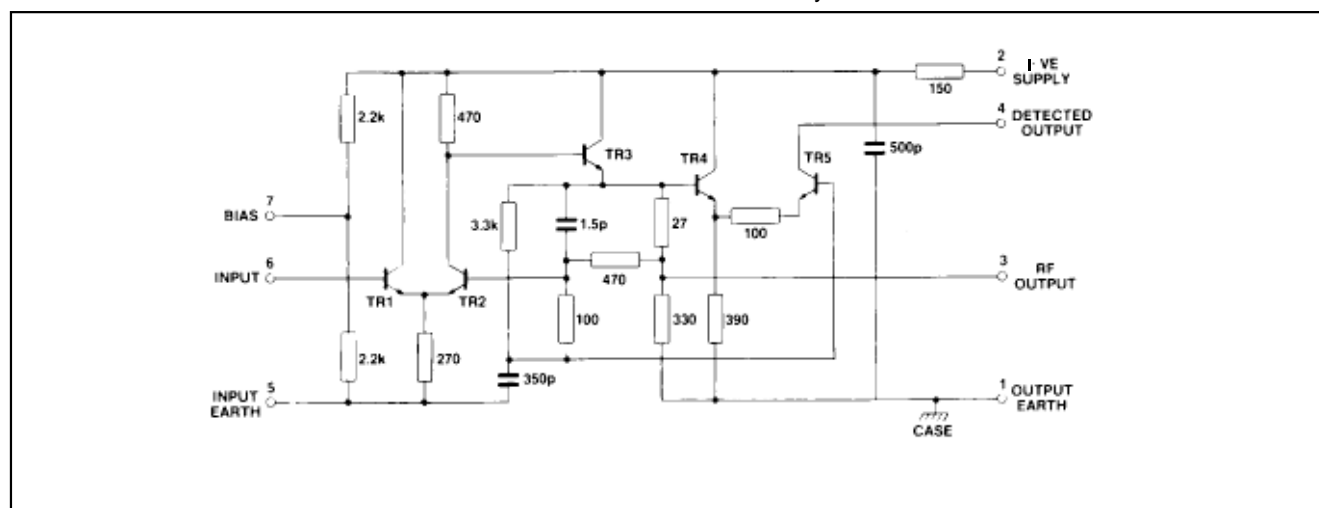 2
I· VE
SUPPLY
150
4
DETECTED
OUTPUT
2.2k
470
TR3
TR4
TR5
500p
7
BIAS
3.3k
1.5p
27
100
6
INPUT
470
3
RF
OUTPUT
TR1
TR2
100
330
390
2.2k
270
350p
5
INPUT
EARTH
1
OUTPUT
EARTH
CASE